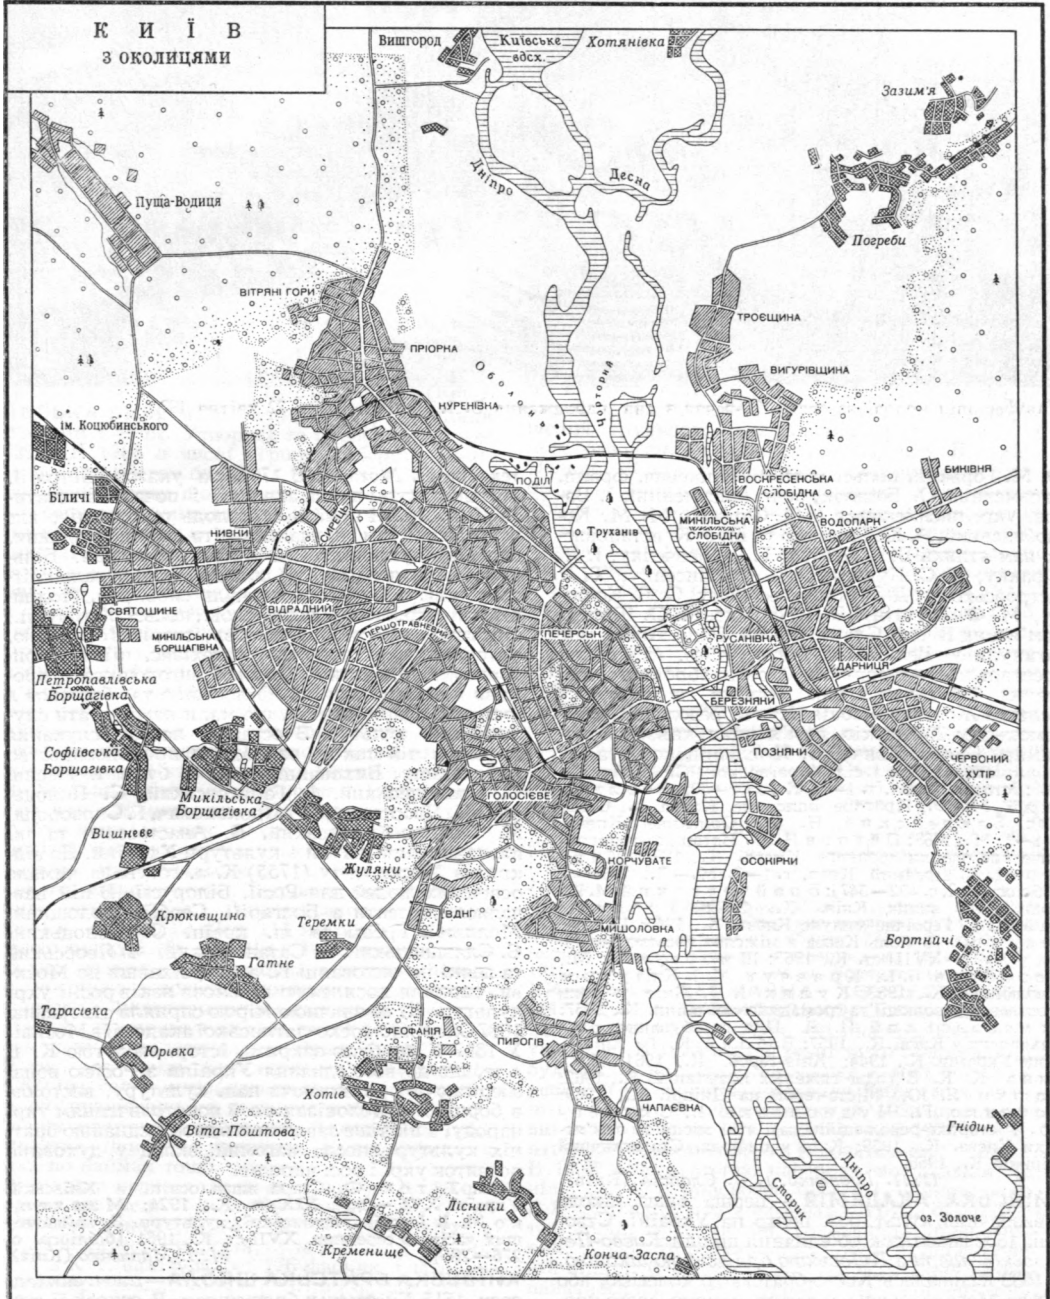 КИЇВ
З ОКОЛИЦЯМИ
Вишгород
Київське
вдсх.
Хотянівка
Зазим'я
Дніпро
Десна
Пуща-Водиця
Погреби
ВІТРЯНІ ГОРИ
ТРОЄЩИНА
ПРІОРНА
Оболонь
Чорторий
ВИГУРІВЩИНА
КУРЕНІВКА
ім. Коцюбинського
Біличі
ПОДІЛ
ВОСКРЕСЕНСЬКА
СЛОБІДКА
БИКІВНЯ
НИВКИ
СИРЕЦЬ
о. Труханів
МИКІЛЬСЬКА
СЛОБІДКА
ВОДОПАРК
СВЯТОШИНЕ
ВІДРАДНИЙ
ПЕРШОТРАВНЕВИЙ
ПЕЧЕРСЬК
РУСАНІВКА
МИКІЛЬСЬКА
БОРЩАГІВКА
ДАРНИЦЯ
Петропавлівська
Борщагівка
БЕРЕЗНЯКИ
Софіївська
Борщагівка
ПОЗНЯКИ
ЧЕРВОНИЙ
ХУТІР
Микільська
Борщагівка
ГОЛОСІЄВЕ
Вишневе
Жуляни
КОРЧУВАТЕ
ОСОКІРКИ
Крюківщина
Теремки
ВДНГ
МИШОЛОВКА
Бортничі
Гатне
Тарасівка
Юрівка
ФЕОФАНІЯ
ПИРОГІВ
Хотів
ЧАПАЄВКА
Віта-Поштова
Гнідин
Лісники
Старик
Дніпро
оз. Золоче
Кременище
Конча-Заспа